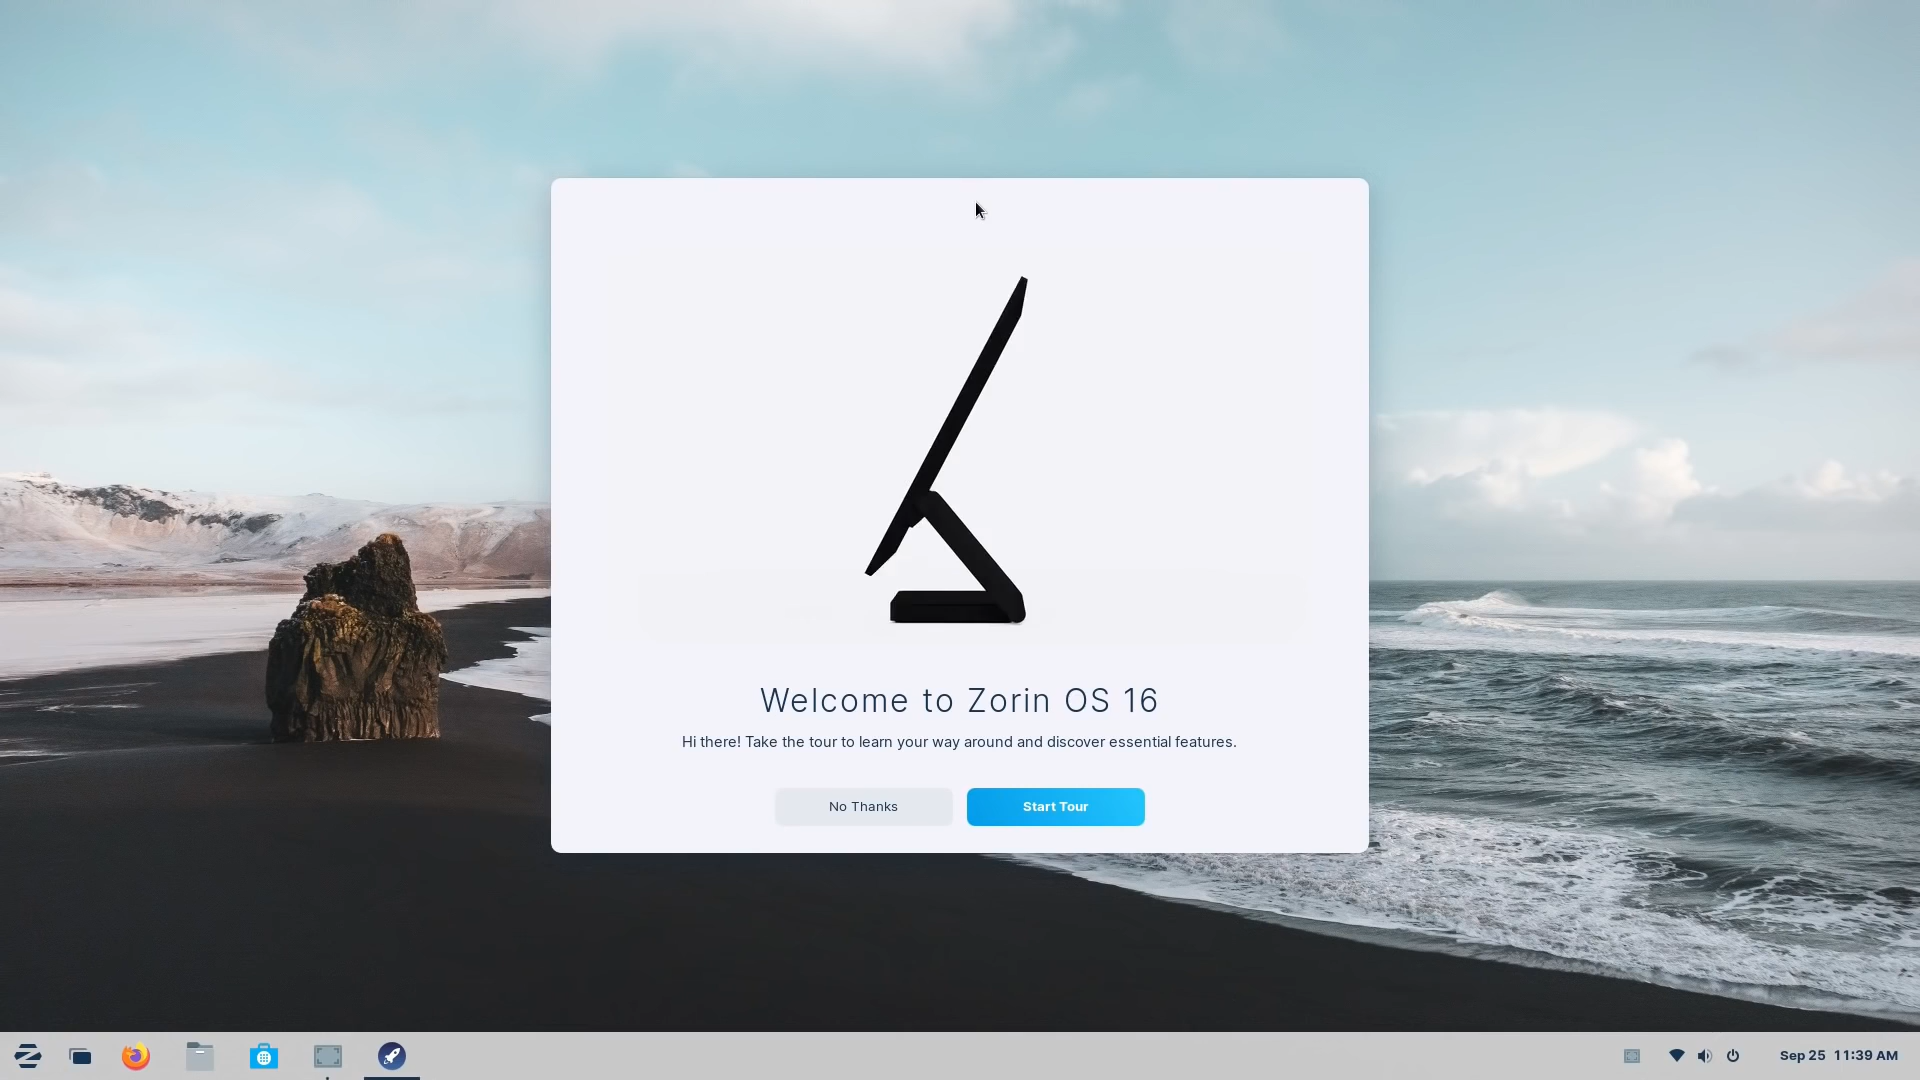 Welcome to Zorin OS 16
Hi there! Take the tour to learn your way around and discover essential features.
No Thanks
Start Tour
Sep 25 11:39 AM